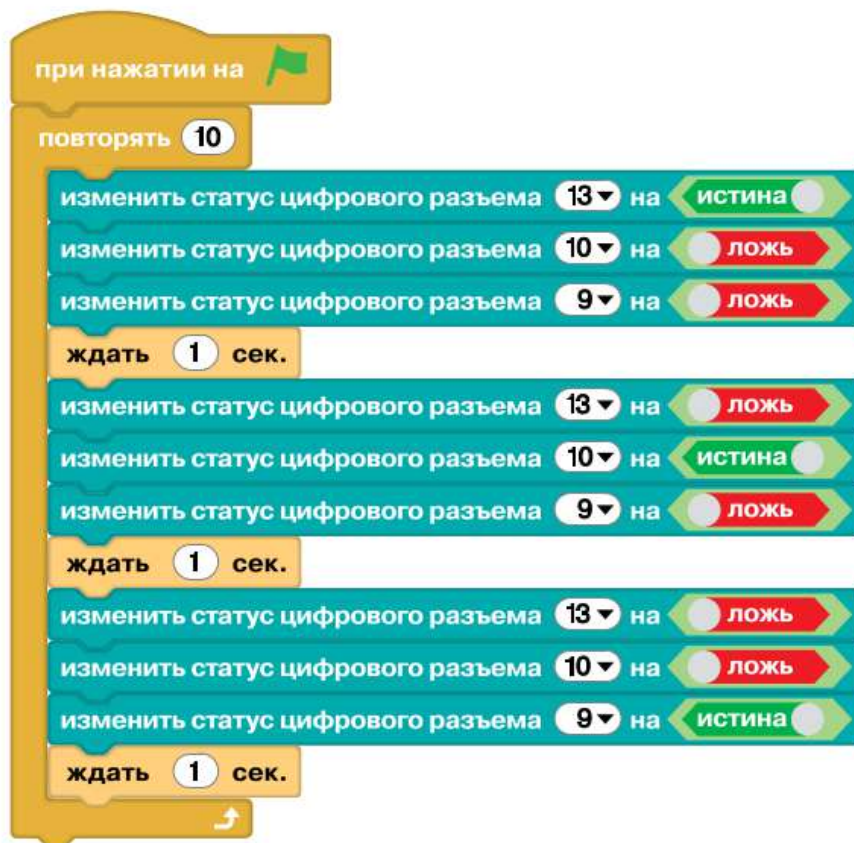 при нажатии на
повторять 10
изменить статус цифрового разъема 13 на истина
изменить статус цифрового разъема 10 на ложь
изменить статус цифрового разъема 9 на ложь
ждать 1 сек.
изменить статус цифрового разъема 13 на ложь
изменить статус цифрового разъема 10 на истина
изменить статус цифрового разъема 9 на ложь
ждать 1 сек.
изменить статус цифрового разъема 13 на ложь
изменить статус цифрового разъема 10 на ложь
изменить статус цифрового разъема 9 на истина
ждать 1 сек.